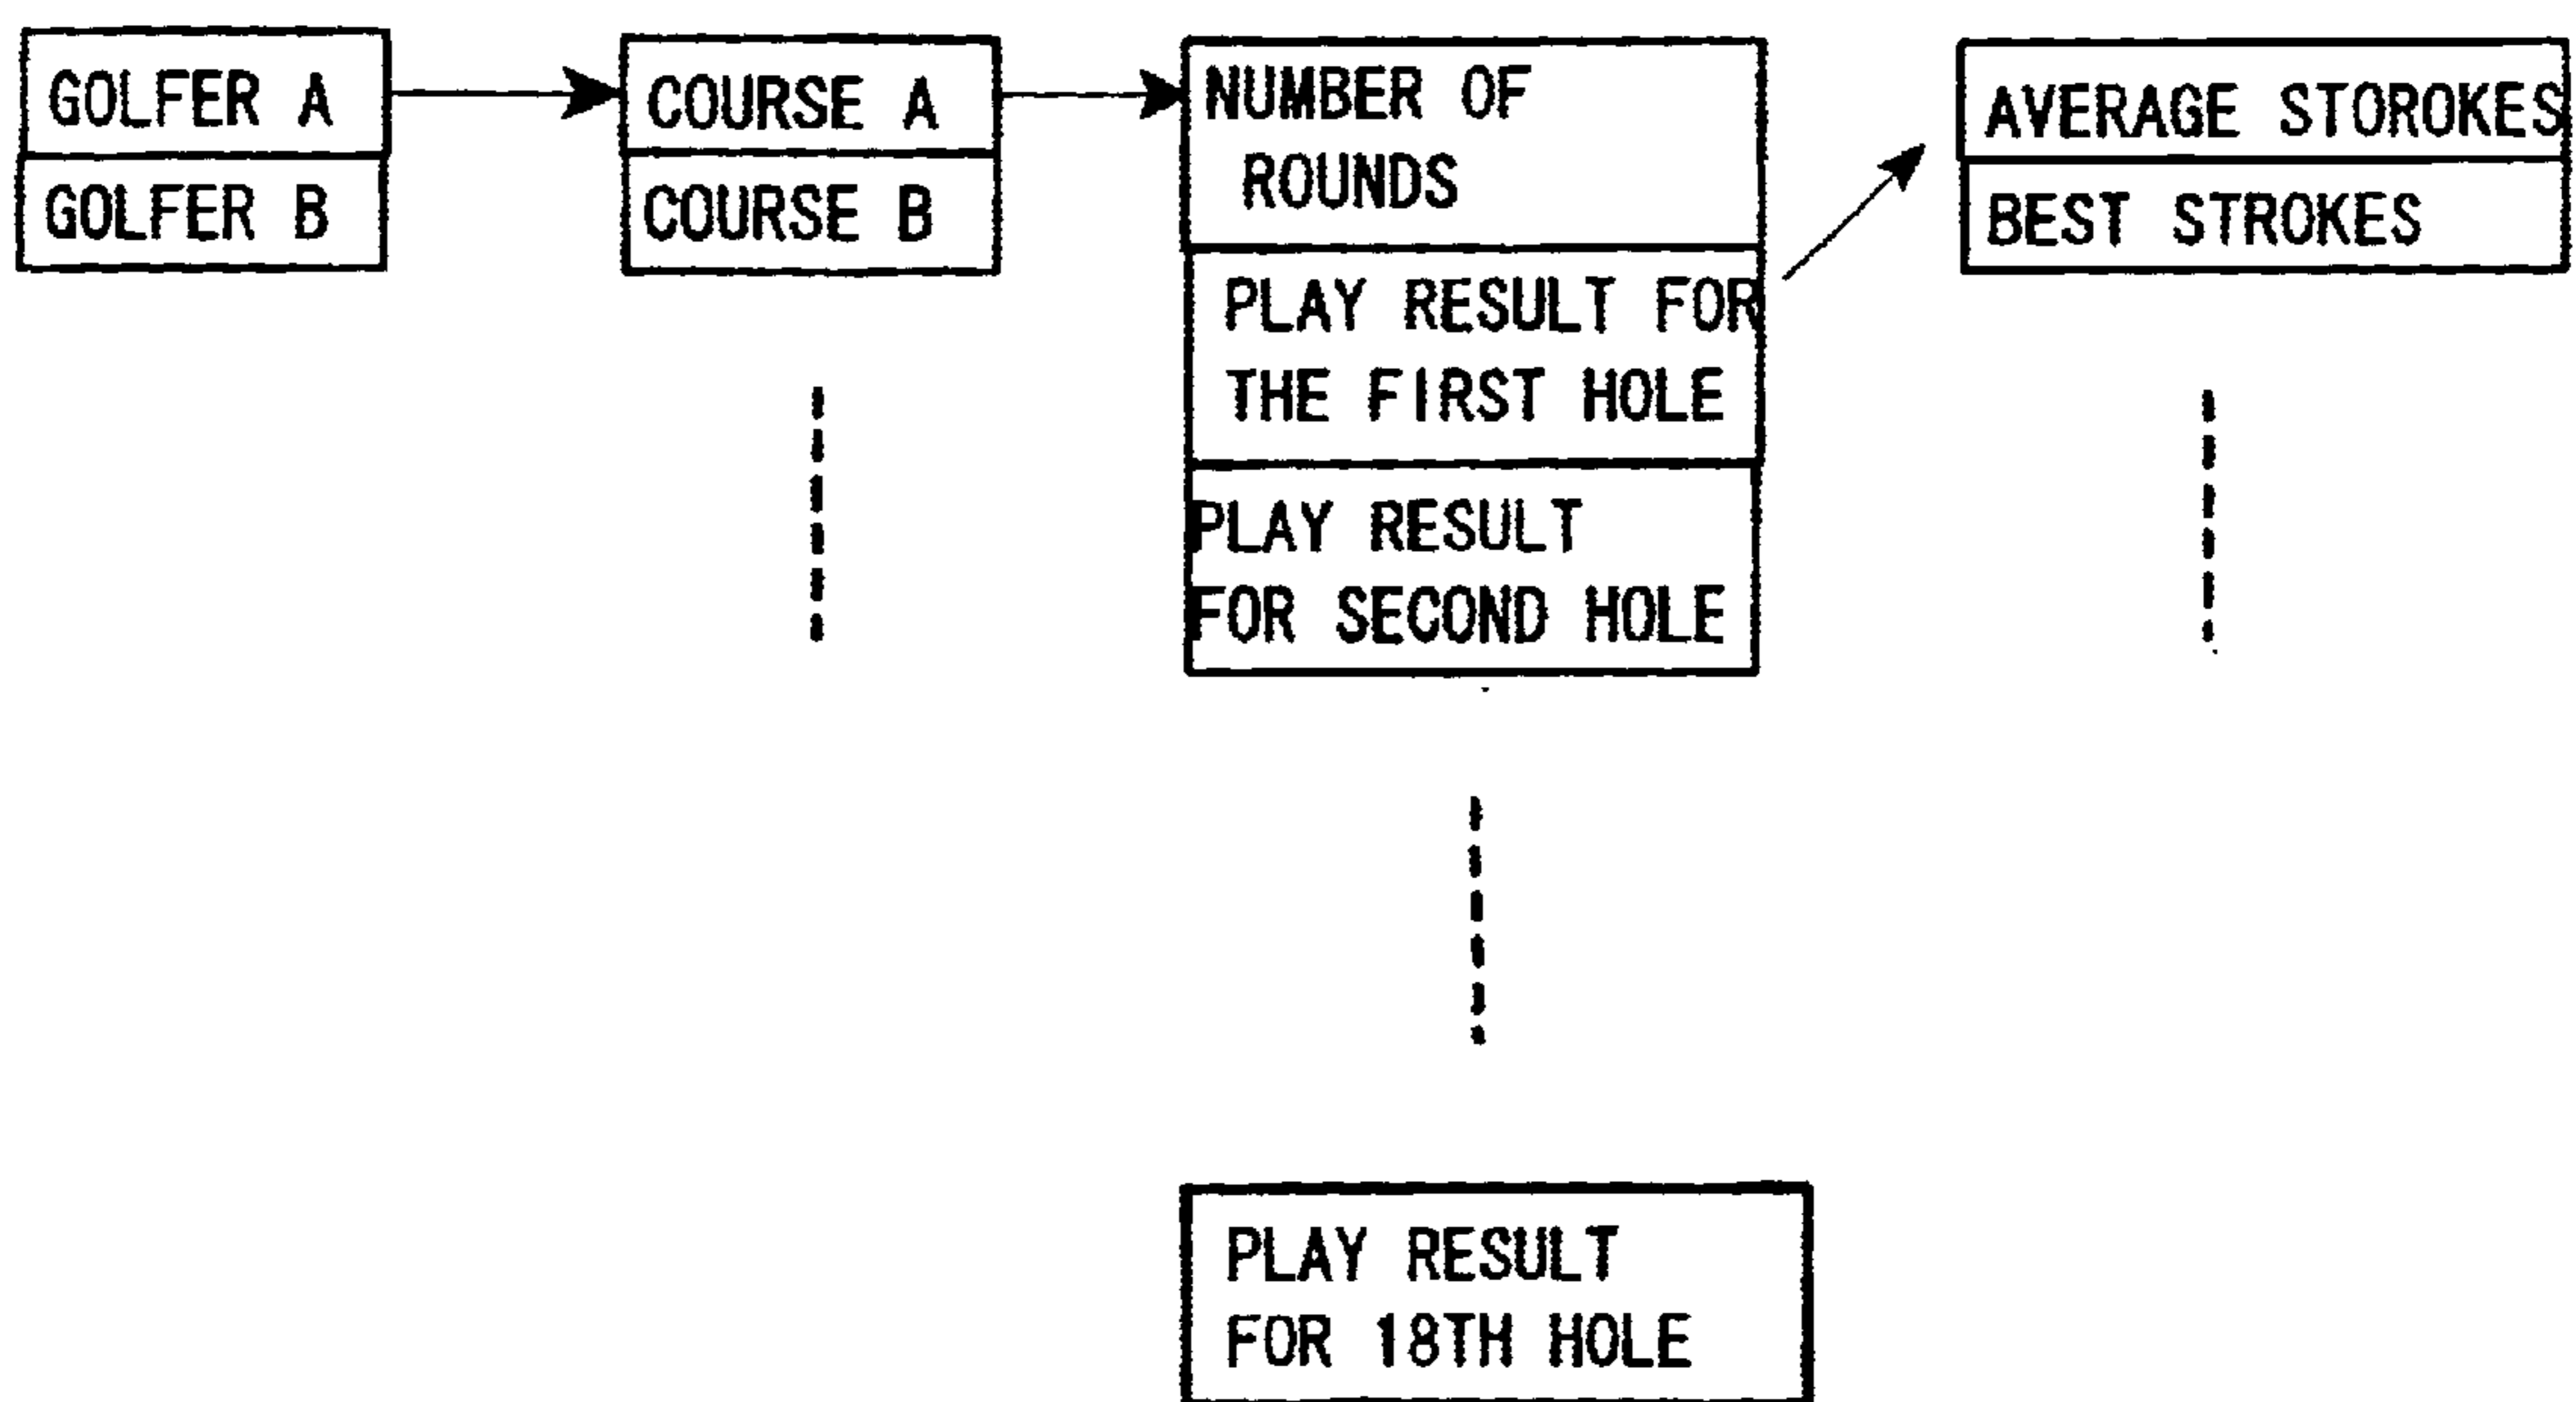 GOLFER A
GOLFER B
COURSE A
COURSE B
NUMBER OF
ROUNDS
PLAY RESULT FOR
THE FIRST HOLE
PLAY RESULT
FOR SECOND HOLE
PLAY RESULT
FOR 18TH HOLE
AVERAGE STOROKES
BEST STROKES